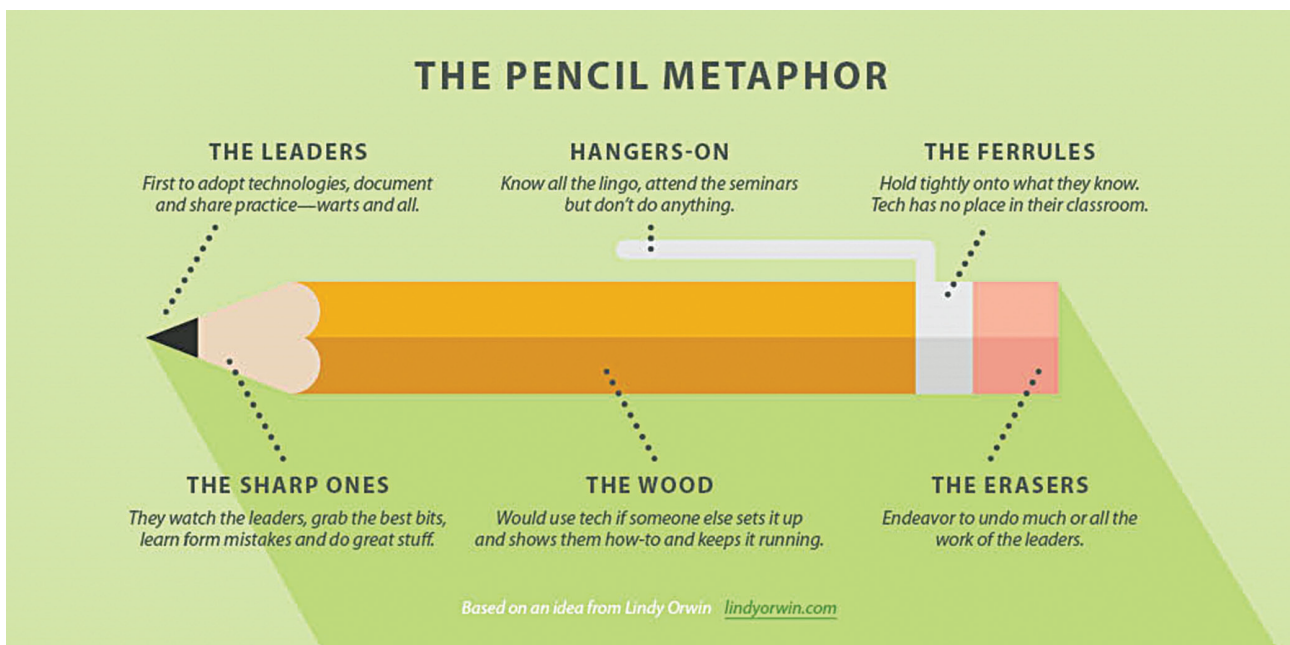 THE PENCIL METAPHOR
THE LEADERS
First to adopt technologies, document
and share practice—warts and all.
HANGERS-ON
Know all the lingo, attend the seminars
but don't do anything.
THE FERRULES
Hold tightly onto what they know.
Tech has no place in their classroom.
THE SHARP ONES
They watch the leaders, grab the best bits,
learn form mistakes and do great stuff.
THE WOOD
Would use tech if someone else sets it up
and shows them how-to and keeps it running.
THE ERASERS
Endeavor to undo much or all the
work of the leaders.
Based on an idea from Lindy Orwin lindyorwin.com